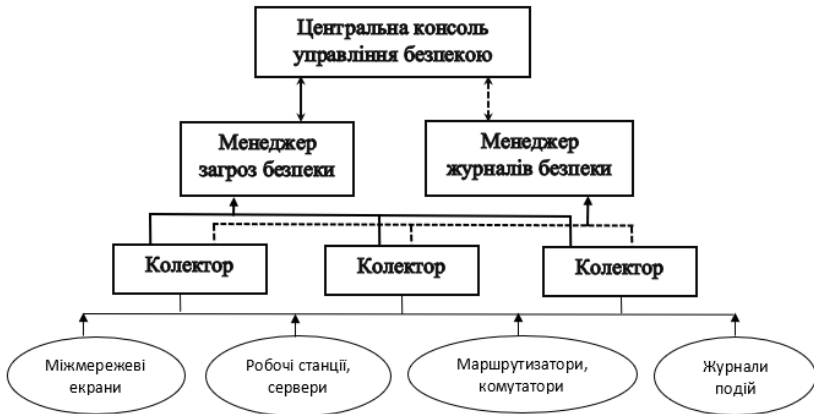 Центральна консоль
управління безпекою
Менеджер
загроз безпеки
Менеджер
журналів безпеки
Колектор
Колектор
Колектор
Міжмережеві
екрани
Робочі станції,
сервери
Маршрутизатори,
комутатори
Журнали
подій